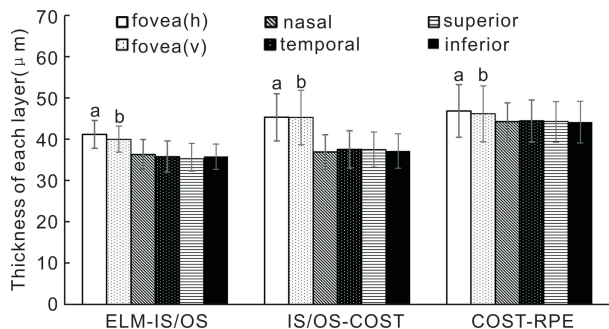 fovea(h) nasal superior
fovea(v) temporal inferior
Thickness of each layer(μm)
70
60
50
40
30
20
10
0
a b
a b
a b
ELM-IS/OS IS/OS-COST COST-RPE